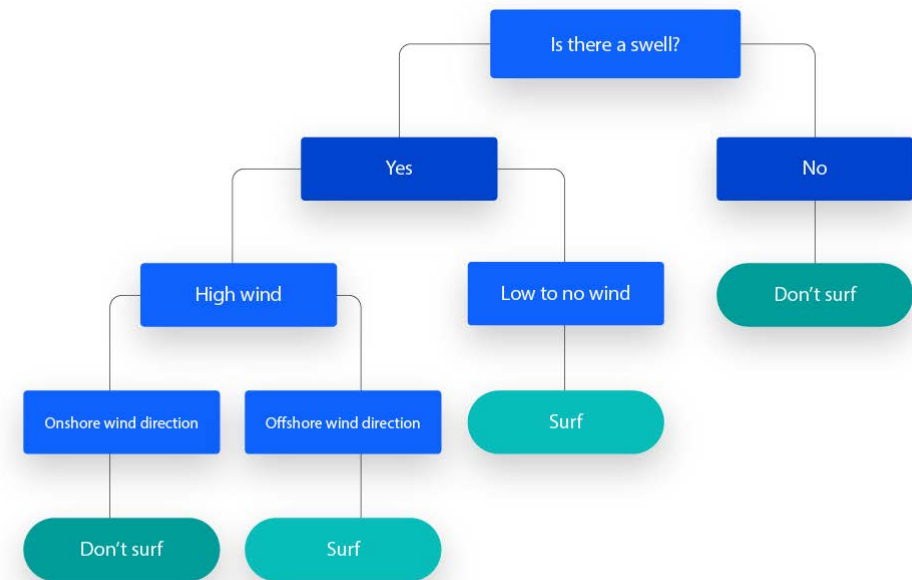 Is there a swell?
Yes
No
High wind
Low to no wind
Don't surf
Onshore wind direction
Offshore wind direction
Surf
Don't surf
Surf